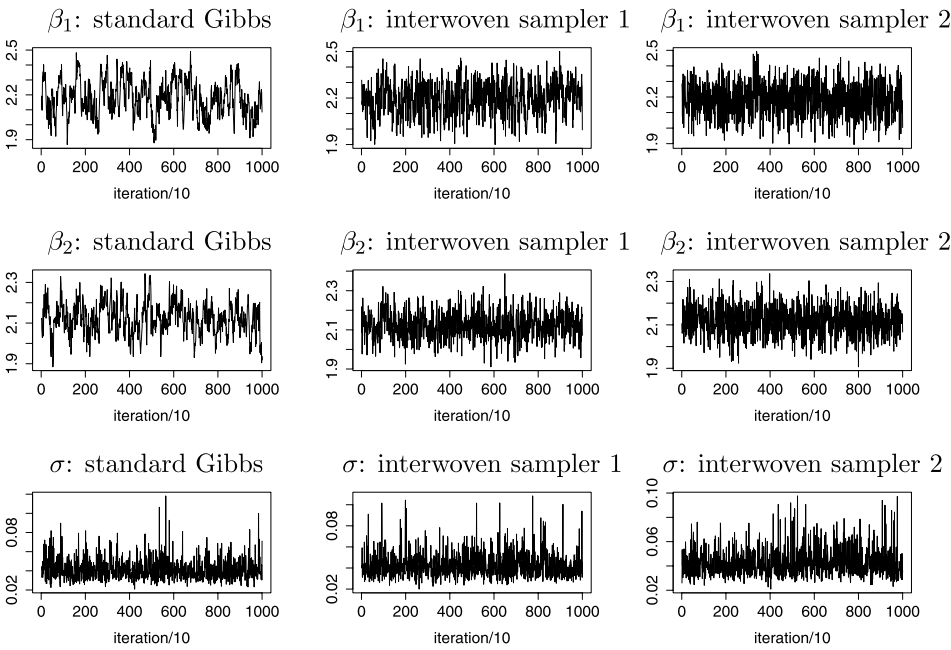 β1: standard Gibbs
β1: interwoven sampler 1
β1: interwoven sampler 2
2.5
2.2
1.9
0 200 400 600 800 1000
iteration/10
2.5
2.2
1.9
0 200 400 600 800 1000
iteration/10
2.5
2.2
1.9
0 200 400 600 800 1000
iteration/10
β2: standard Gibbs
β2: interwoven sampler 1
β2: interwoven sampler 2
2.3
2.1
1.9
0 200 400 600 800 1000
iteration/10
2.3
2.1
1.9
0 200 400 600 800 1000
iteration/10
2.3
2.1
1.9
0 200 400 600 800 1000
iteration/10
σ: standard Gibbs
σ: interwoven sampler 1
σ: interwoven sampler 2
0.08
0.02
0 200 400 600 800 1000
iteration/10
0.08
0.02
0 200 400 600 800 1000
iteration/10
0.10
0.06
0.02
0 200 400 600 800 1000
iteration/10